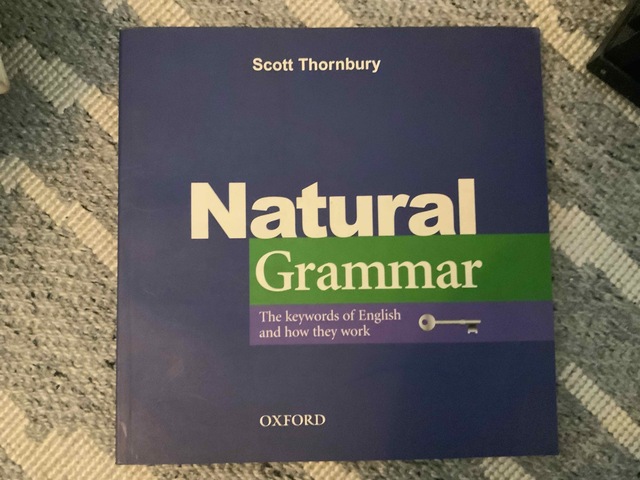 Scott Thornbury
Natural
Grammar
The keywords of English
and how they work
OXFORD